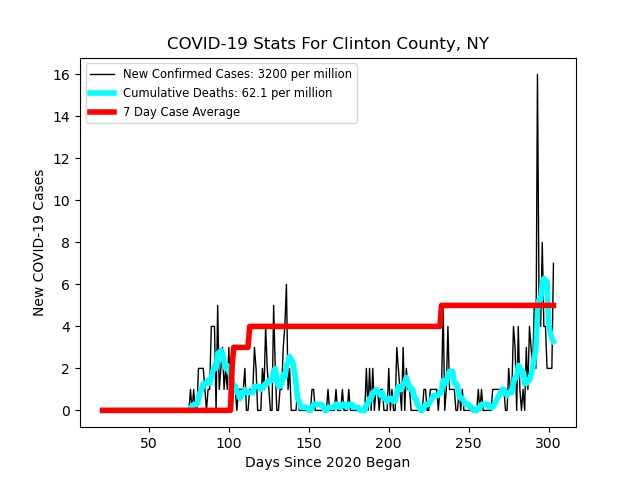 COVID-19 Stats For Clinton County, NY
New Confirmed Cases: 3200 per million
Cumulative Deaths: 62.1 per million
7 Day Case Average
New COVID-19 Cases
16
14
12
10
8
6
4
2
0
50 100 150 200 250 300
Days Since 2020 Began